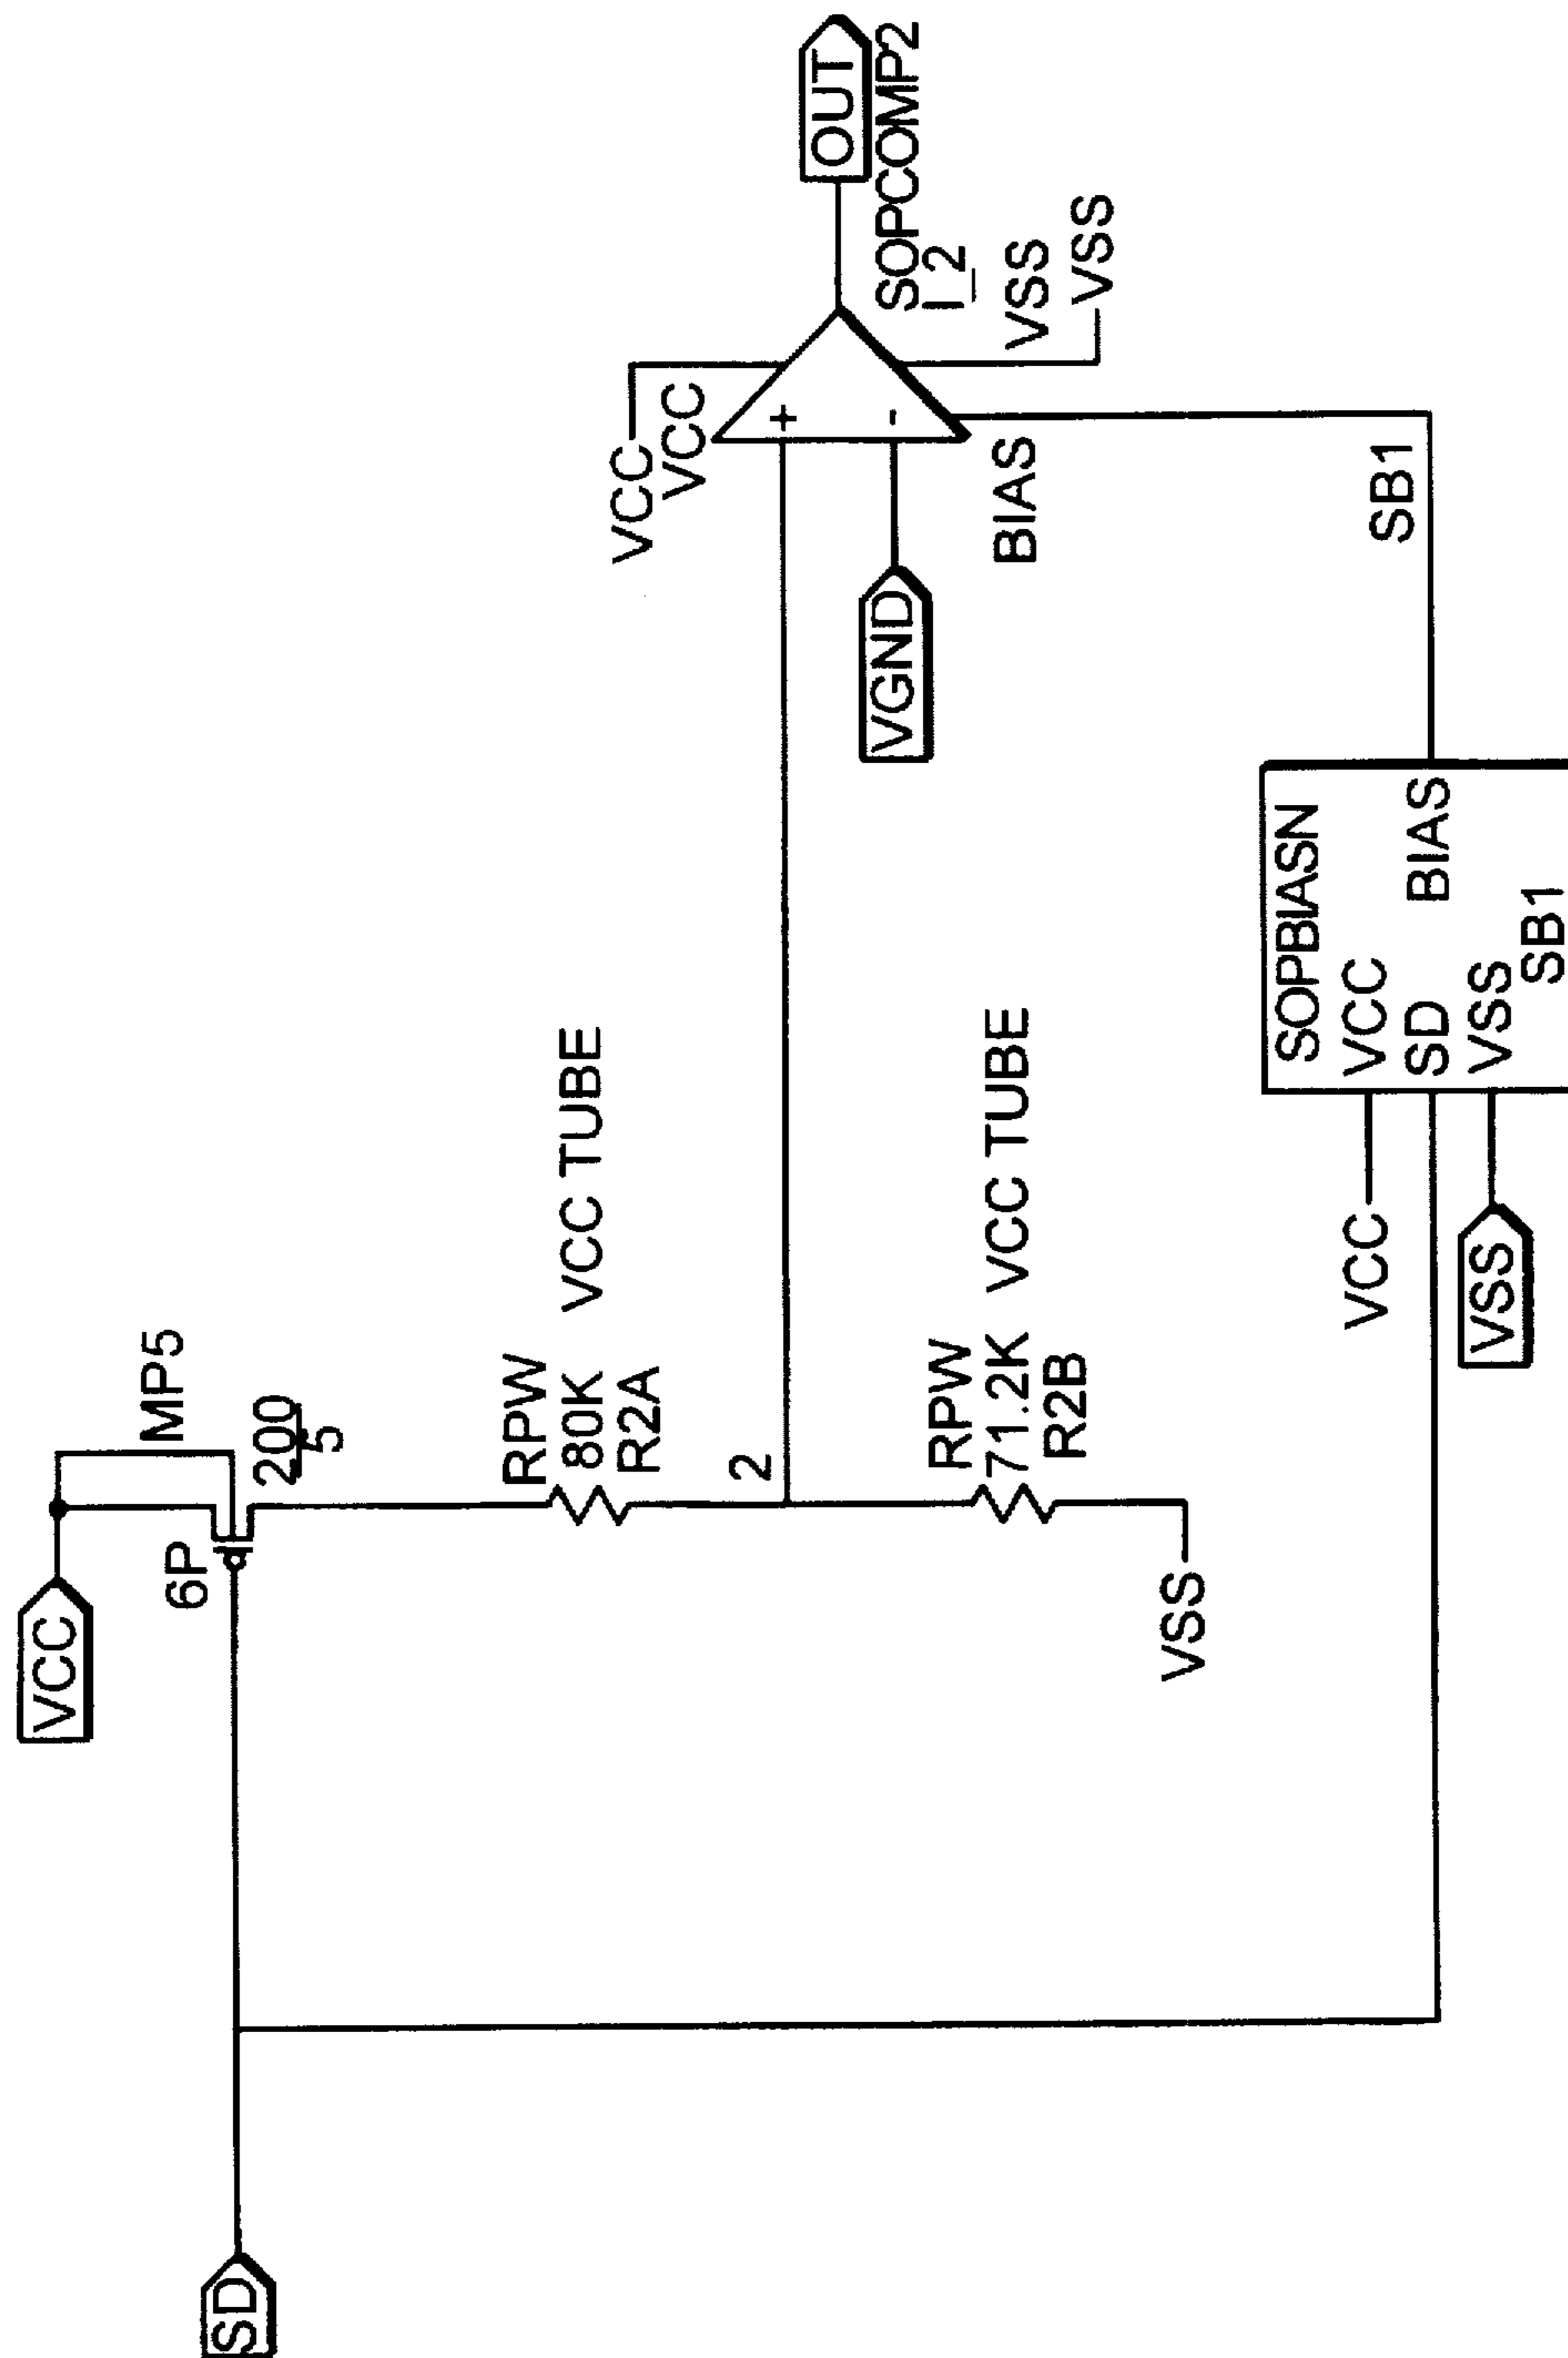 VCC
MP5
6P
200
5
SD
RPW
80K VCC TUBE
R2A
2
RPW
71.2K VCC TUBE
R2B
VSS
VCC
VCC
+
-
VGND
BIAS
OUT
SOPCOMP2
I_2
VSS
VSS
SB1
SOPBIASN
VCC
VCC
SD
BIAS
VSS
VSS
SB1